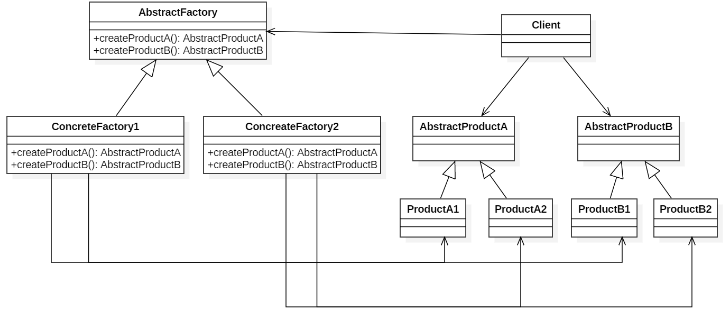 AbstractFactory
+createProductA(): AbstractProductA
+createProductB(): AbstractProductB
Client
ConcreteFactory1
+createProductA(): AbstractProductA
+createProductB(): AbstractProductB
ConcreateFactory2
+createProductA(): AbstractProductA
+createProductB(): AbstractProductB
AbstractProductA
AbstractProductB
ProductA1
ProductA2
ProductB1
ProductB2